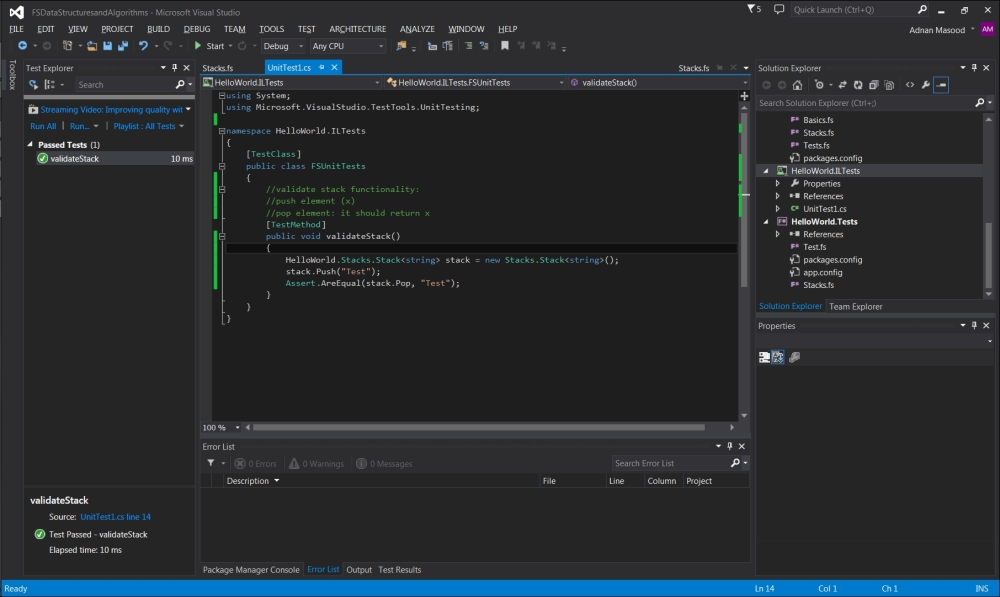 FSDataStructuresandAlgorithms - Microsoft Visual Studio
5
Quick Launch (Ctrl+Q)
FILE EDIT VIEW PROJECT BUILD DEBUG TEAM TOOLS TEST ARCHITECTURE ANALYZE WINDOW HELP
Adnan Masood AM
Start Debug Any CPU
Toolbox
Test Explorer
Search
Streaming Video: Improving quality wit
Run All | Run... | Playlist : All Tests
Passed Tests (1)
validateStack 10 ms
validateStack
Source: UnitTest1.cs line 14
Test Passed - validateStack
Elapsed time: 10 ms
Stacks.fs UnitTest1.cs Stacks.fs
HelloWorld.ILTests HelloWorld.ILTests.FSUnitTests validateStack()
using System;
using Microsoft.VisualStudio.TestTools.UnitTesting;
namespace HelloWorld.ILTests
{
[TestClass]
public class FSUnitTests
{
//validate stack functionality:
//push element (x)
//pop element: it should return x
[TestMethod]
public void validateStack()
{
HelloWorld.Stacks.Stack<string> stack = new Stacks.Stack<string>();
stack.Push("Test");
Assert.AreEqual(stack.Pop, "Test");
}
}
}
100 %
Error List
0 Errors 0 Warnings 0 Messages
Search Error List
Description File Line Column Project
Package Manager Console Error List Output Test Results
Solution Explorer
Search Solution Explorer (Ctrl+;)
Basics.fs
Stacks.fs
Tests.fs
packages.config
HelloWorld.ILTests
Properties
References
UnitTest1.cs
HelloWorld.Tests
References
Test.fs
packages.config
app.config
Stacks.fs
Solution Explorer Team Explorer
Properties
Ready Ln 14 Col 1 Ch 1 INS